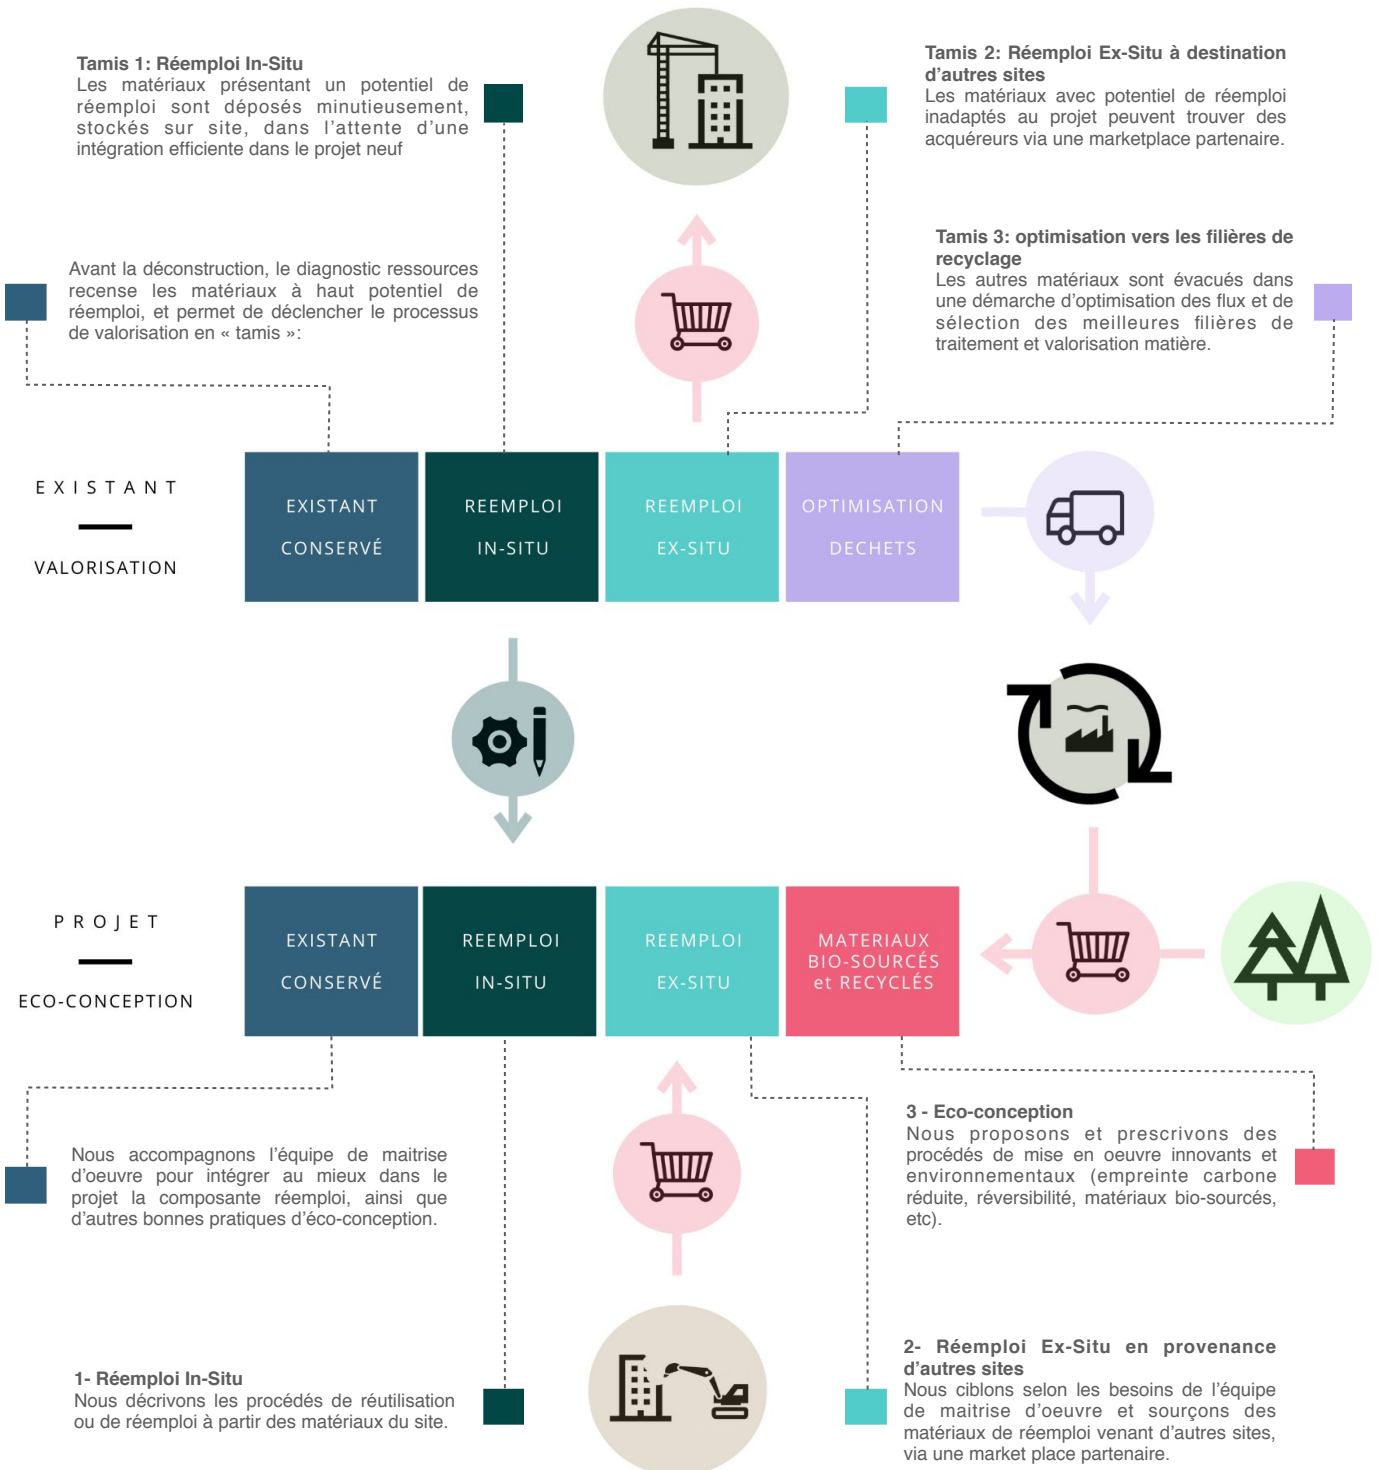 Tamis 1: Réemploi In-Situ
Les matériaux présentant un potentiel de
réemploi sont déposés minutieusement,
stockés sur site, dans l'attente d'une
intégration efficiente dans le projet neuf
Tamis 2: Réemploi Ex-Situ à destination
d'autres sites
Les matériaux avec potentiel de réemploi
inadaptés au projet peuvent trouver des
acquéreurs via une marketplace partenaire.
Avant la déconstruction, le diagnostic ressources
recense les matériaux à haut potentiel de
réemploi, et permet de déclencher le processus
de valorisation en « tamis »:
Tamis 3: optimisation vers les filières de
recyclage
Les autres matériaux sont évacués dans
une démarche d'optimisation des flux et de
sélection des meilleures filières de
traitement et valorisation matière.
EXISTANT
VALORISATION
EXISTANT
CONSERVÉ
REEMPLOI
IN-SITU
REEMPLOI
EX-SITU
OPTIMISATION
DECHETS
PROJET
ECO-CONCEPTION
EXISTANT
CONSERVÉ
REEMPLOI
IN-SITU
REEMPLOI
EX-SITU
MATERIAUX
BIO-SOURCÉS
et RECYCLÉS
Nous accompagnons l'équipe de maitrise
d'oeuvre pour intégrer au mieux dans le
projet la composante réemploi, ainsi que
d'autres bonnes pratiques d'éco-conception.
3 - Eco-conception
Nous proposons et prescrivons des
procédés de mise en oeuvre innovants et
environnementaux (empreinte carbone
réduite, réversibilité, matériaux bio-sourcés,
etc).
1- Réemploi In-Situ
Nous décrivons les procédés de réutilisation
ou de réemploi à partir des matériaux du site.
2- Réemploi Ex-Situ en provenance
d'autres sites
Nous ciblons selon les besoins de l'équipe
de maitrise d'oeuvre et sourçons des
matériaux de réemploi venant d'autres sites,
via une market place partenaire.